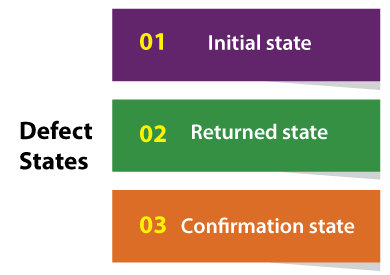 Defect
States
01 Initial state
02 Returned state
03 Confirmation state